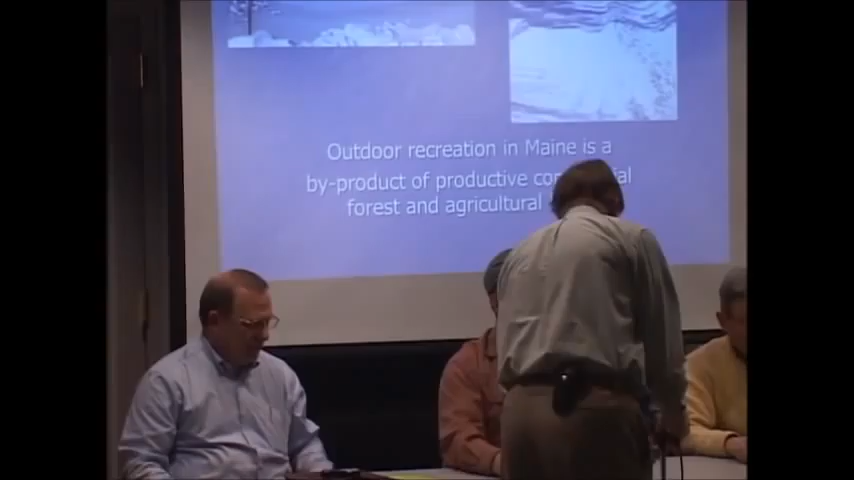 Outdoor recreation in Maine is a
by-product of productive
forest and agricultural